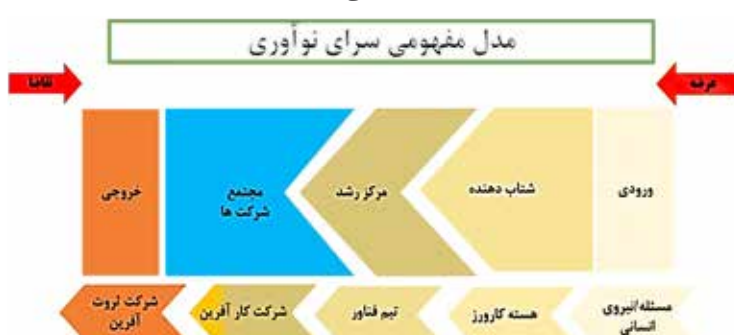 مدل مفهومی سرای نوآوری
عرضه
تقاضا
ورودی
شتاب دهنده
مرکز رشد
مجتمع
شرکت ها
خروجی
مسئله/نیروی
انسانی
هسته کارورز
تیم فناور
شرکت کار آفرین
شرکت ثروت
آفرین